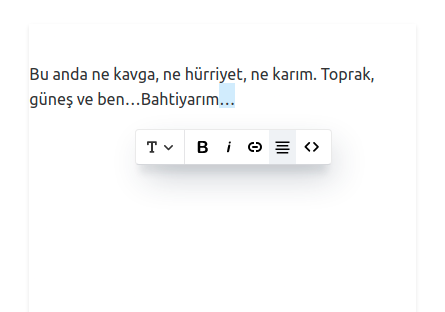 Bu anda ne kavga, ne hürriyet, ne karım. Toprak,
güneş ve ben…Bahtiyarım…
T B i